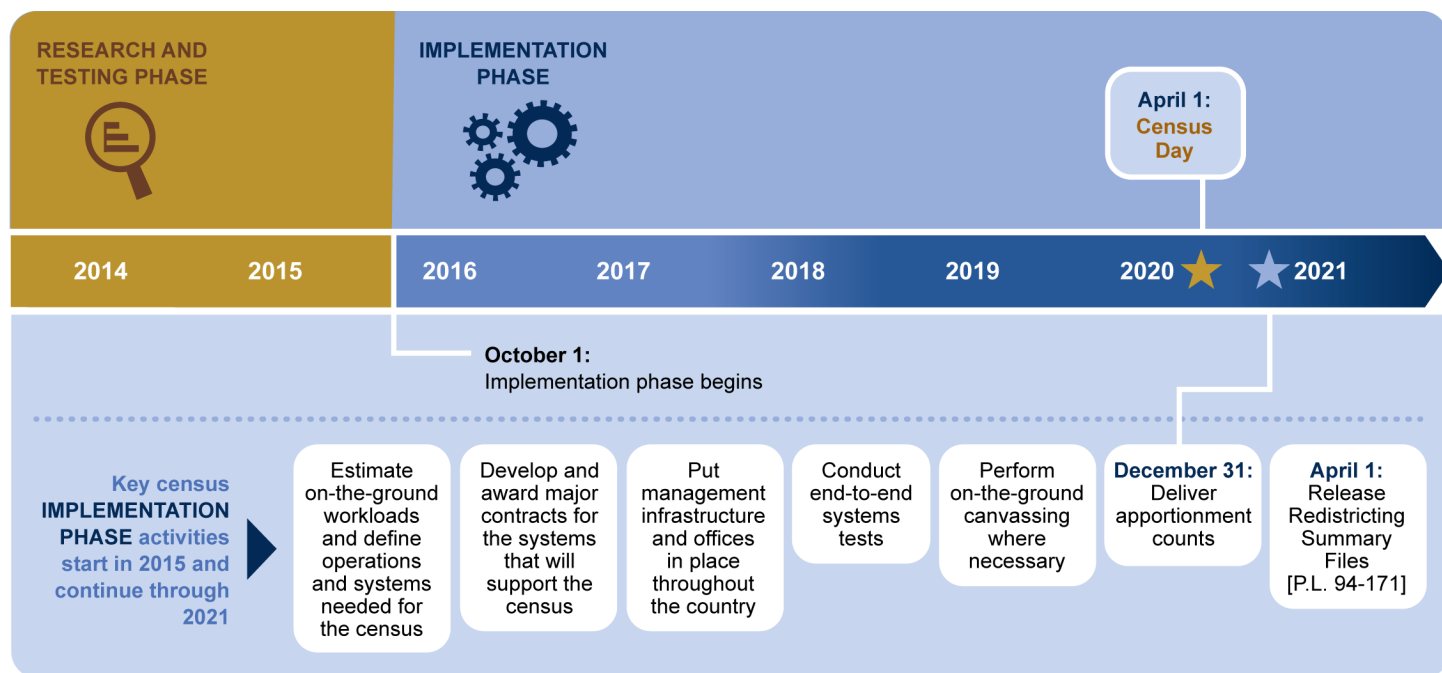 RESEARCH AND
TESTING PHASE
IMPLEMENTATION
PHASE
April 1:
Census
Day
2014
2015
2016
2017
2018
2019
2020
2021
October 1:
Implementation phase begins
Key census
IMPLEMENTATION
PHASE activities
start in 2015 and
continue through
2021
Estimate
on-the-ground
workloads
and define
operations
and systems
needed for
the census
Develop and
award major
contracts for
the systems
that will
support the
census
Put
management
infrastructure
and offices
in place
throughout
the country
Conduct
end-to-end
systems
tests
Perform
on-the-ground
canvassing
where
necessary
December 31:
Deliver
apportionment
counts
April 1:
Release
Redistricting
Summary
Files
[P.L. 94-171]